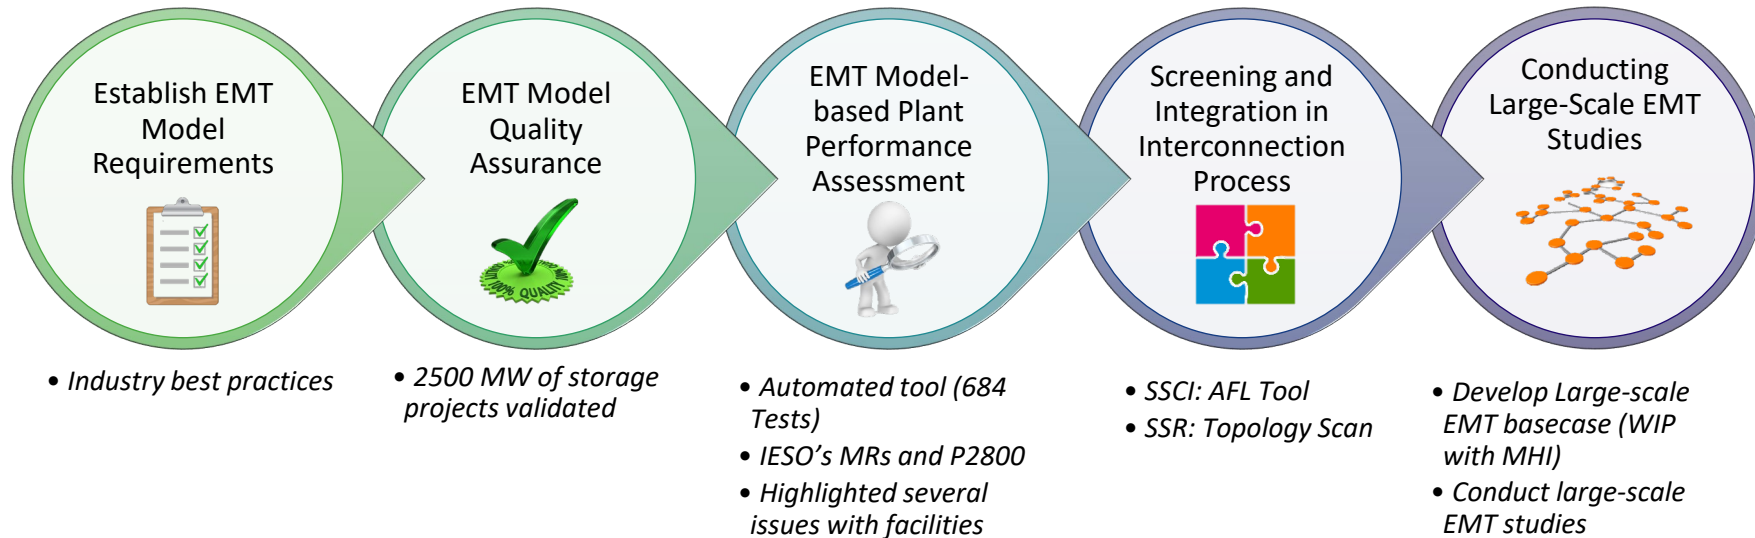 Establish EMT
Model
Requirements
• Industry best practices
EMT Model
Quality
Assurance
100% QUALITY
• 2500 MW of storage
projects validated
EMT Model-
based Plant
Performance
Assessment
• Automated tool (684
Tests)
• IESO’s MRs and P2800
• Highlighted several
issues with facilities
Screening and
Integration in
Interconnection
Process
• SSCI: AFL Tool
• SSR: Topology Scan
Conducting
Large-Scale EMT
Studies
• Develop Large-scale
EMT basecase (WIP
with MHI)
• Conduct large-scale
EMT studies